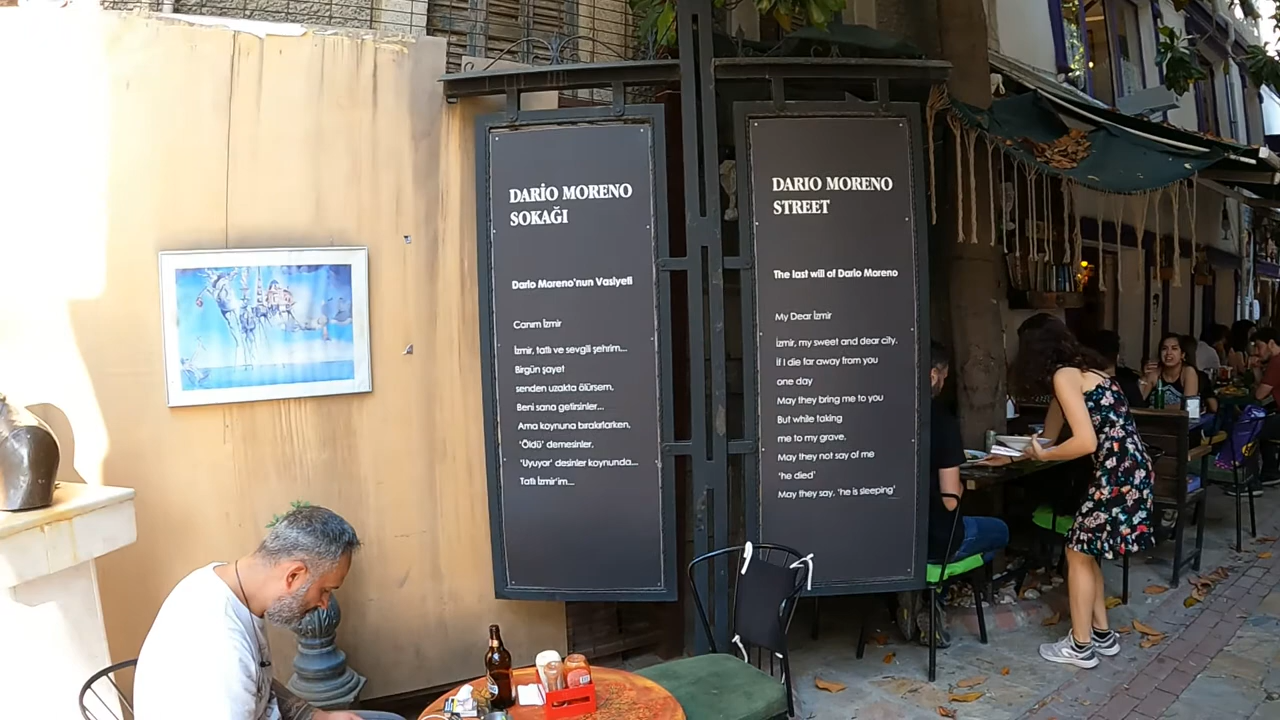 DARİO MORENO
SOKAĞI
Dario Moreno'nun Vasiyeti
Canım İzmir
İzmir, tatlı ve sevgili şehrim...
Birgün şayet
senden uzakta ölürsem,
Beni sana getirsinler...
Ama koynuna bırakırlarken,
'Öldü' demesinler,
'Uyuyor' desinler koynunda...
Tatlı İzmir'im...
DARIO MORENO
STREET
The last will of Dario Moreno
My Dear İzmir
İzmir, my sweet and dear city.
İf I die far away from you
one day
May they bring me to you
But while taking
me to my grave,
May they not say of me
'he died'
May they say, 'he is sleeping'